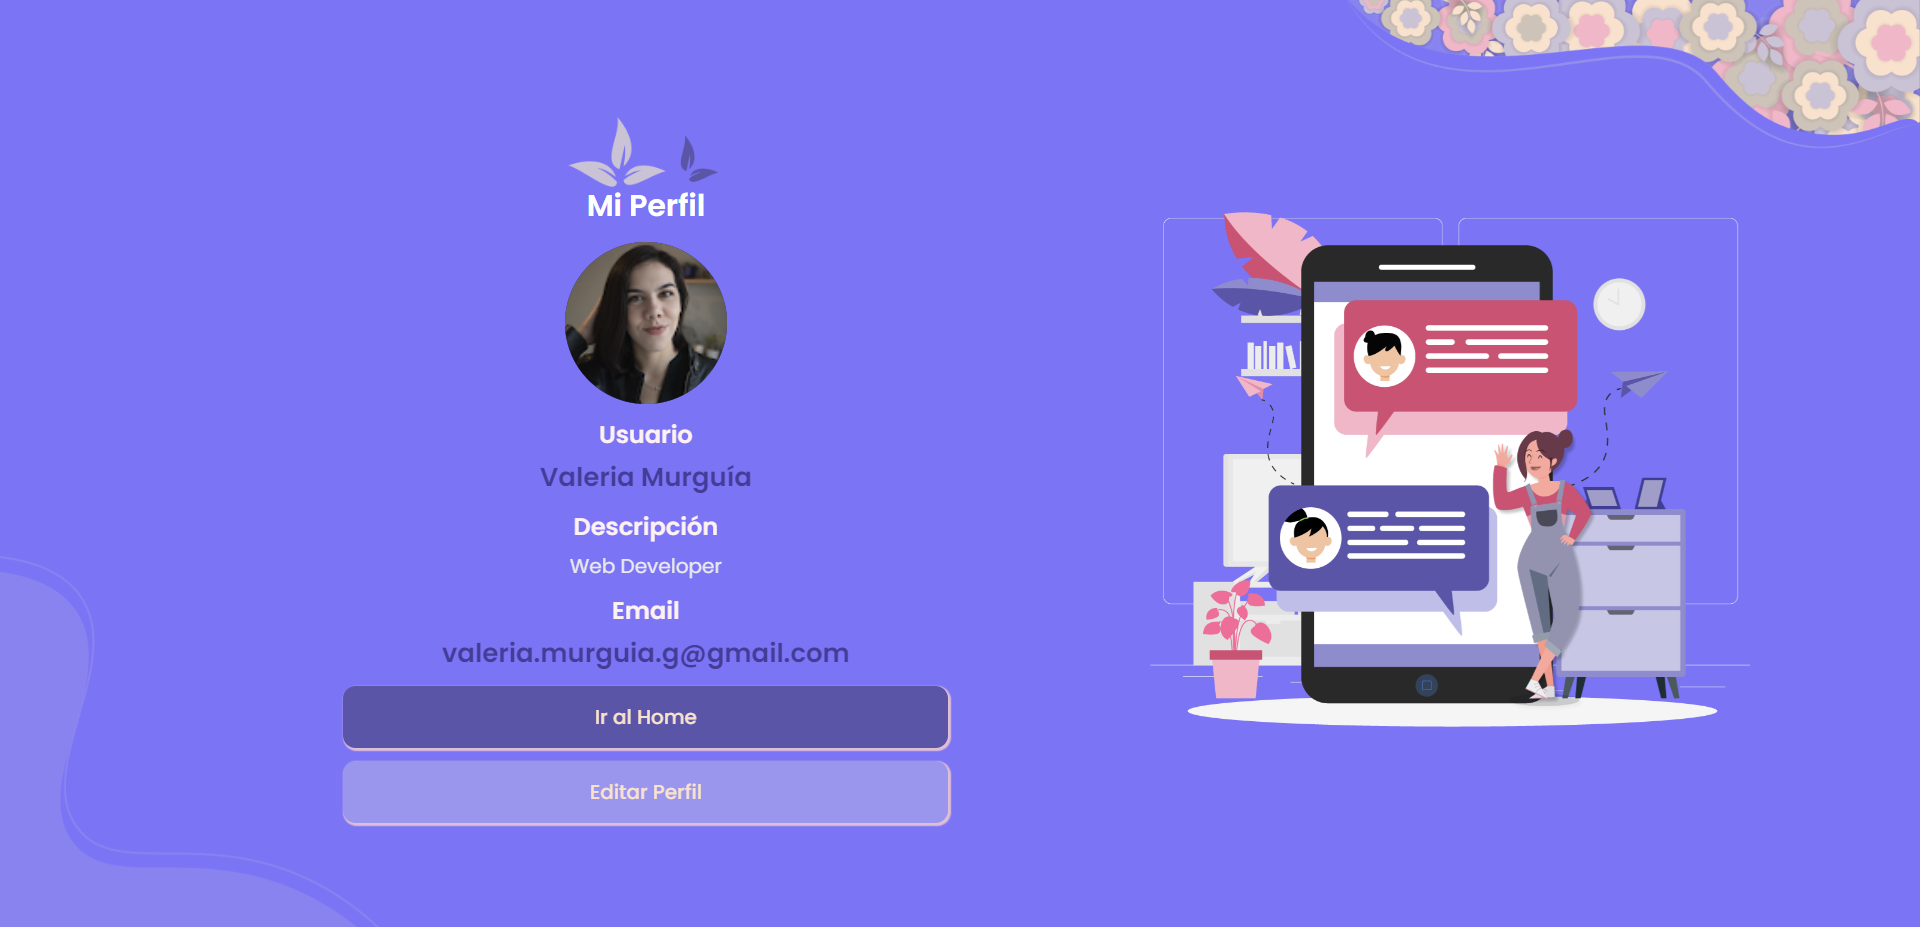 Mi Perfil
Usuario
Valeria Murguía
Descripción
Web Developer
Email
valeria.murguia.g@gmail.com
Ir al Home
Editar Perfil